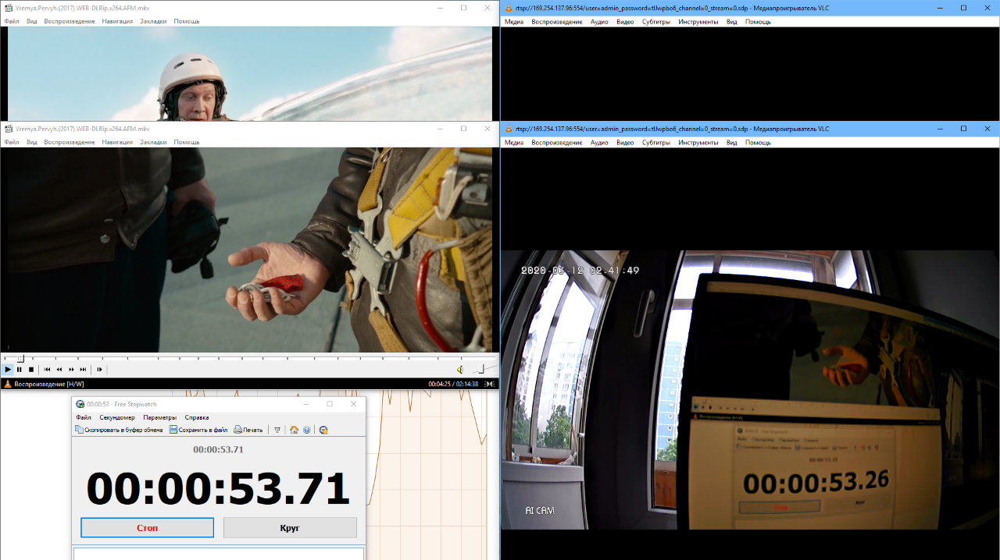 Vremya.Pervyh.(2017).WEB-DLRip.x264.AFM.mkv
Файл Вид Воспроизведение Навигация Закладки Помощь
rtsp://169.254.137.96:554/user=admin_password=tlJwpbo6_channel=0_stream=0.sdp - Медиапроигрыватель VLC
Медиа Воспроизведение Аудио Видео Субтитры Инструменты Вид Помощь
Vremya.Pervyh.(2017).WEB-DLRip.x264.AFM.mkv
Файл Вид Воспроизведение Навигация Закладки Помощь
rtsp://169.254.137.96:554/user=admin_password=tlJwpbo6_channel=0_stream=0.sdp - Медиапроигрыватель VLC
Медиа Воспроизведение Аудио Видео Субтитры Инструменты Вид Помощь
Воспроизведение [H/W]
00:04:25 / 02:14:38
00:00:53 - Free Stopwatch
Файл Секундомер Параметры Справка
Скопировать в буфер обмена Сохранить в файл Печать
00:00:53.71
00:00:53.71
Стоп Круг
2020-03-12 02:41:49
00:00:53.26
Стоп Круг
AI CAM